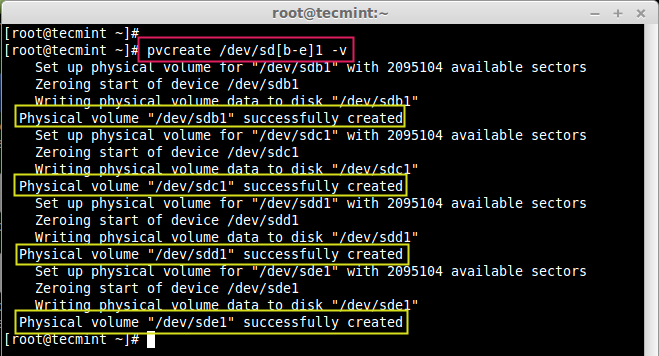 root@tecmint:~
[root@tecmint ~]#
[root@tecmint ~]# pvcreate /dev/sd[b-e]1 -v
Set up physical volume for "/dev/sdb1" with 2095104 available sectors
Zeroing start of device /dev/sdb1
Writing physical volume data to disk "/dev/sdb1"
Physical volume "/dev/sdb1" successfully created
Set up physical volume for "/dev/sdc1" with 2095104 available sectors
Zeroing start of device /dev/sdc1
Writing physical volume data to disk "/dev/sdc1"
Physical volume "/dev/sdc1" successfully created
Set up physical volume for "/dev/sdd1" with 2095104 available sectors
Zeroing start of device /dev/sdd1
Writing physical volume data to disk "/dev/sdd1"
Physical volume "/dev/sdd1" successfully created
Set up physical volume for "/dev/sde1" with 2095104 available sectors
Zeroing start of device /dev/sde1
Writing physical volume data to disk "/dev/sde1"
Physical volume "/dev/sde1" successfully created
[root@tecmint ~]#